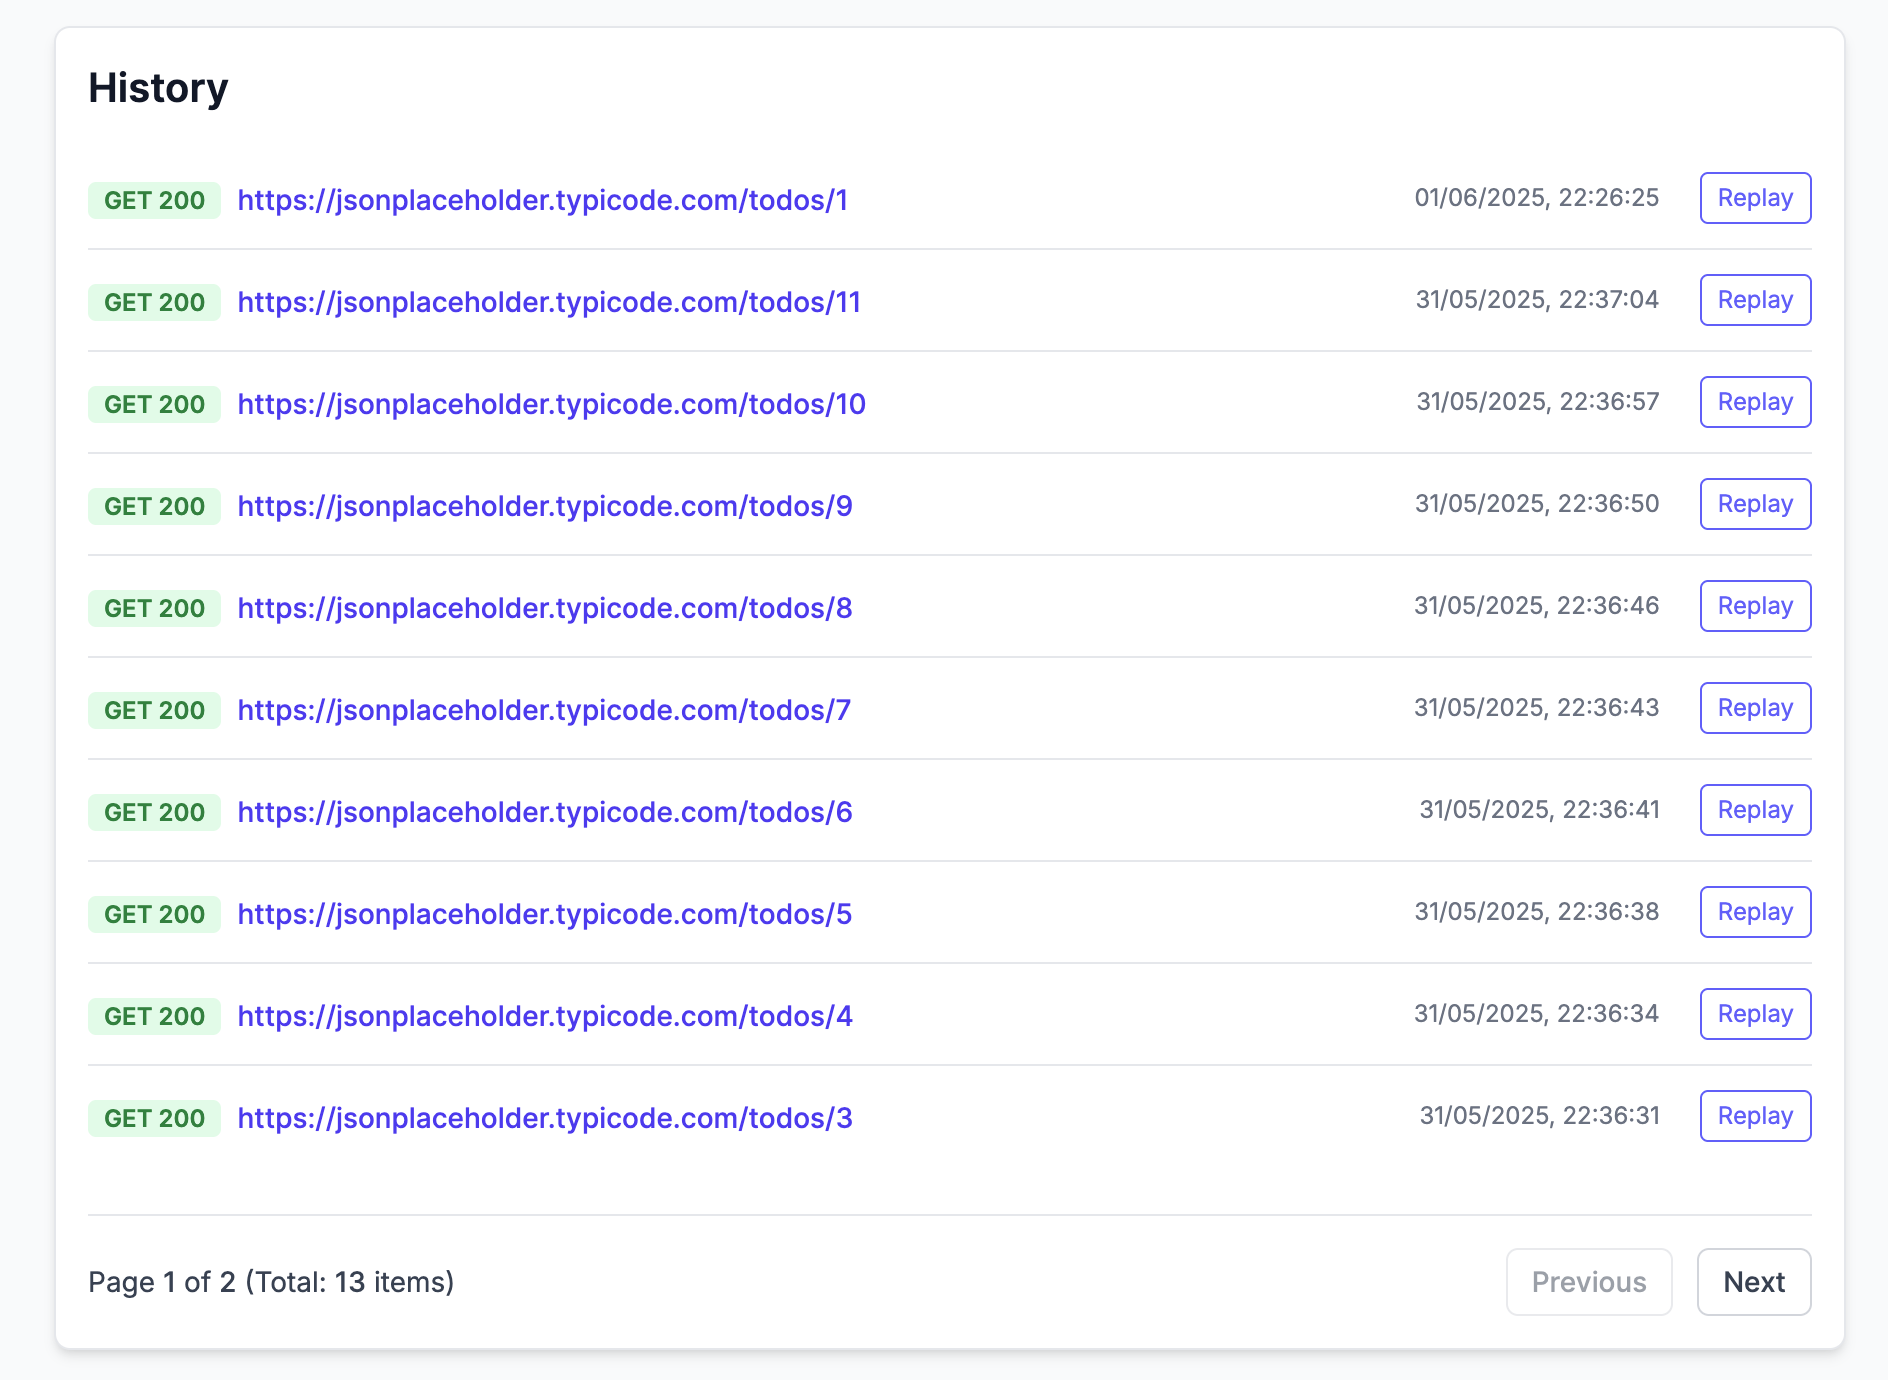 History
GET 200 https://jsonplaceholder.typicode.com/todos/1 01/06/2025, 22:26:25 Replay
GET 200 https://jsonplaceholder.typicode.com/todos/11 31/05/2025, 22:37:04 Replay
GET 200 https://jsonplaceholder.typicode.com/todos/10 31/05/2025, 22:36:57 Replay
GET 200 https://jsonplaceholder.typicode.com/todos/9 31/05/2025, 22:36:50 Replay
GET 200 https://jsonplaceholder.typicode.com/todos/8 31/05/2025, 22:36:46 Replay
GET 200 https://jsonplaceholder.typicode.com/todos/7 31/05/2025, 22:36:43 Replay
GET 200 https://jsonplaceholder.typicode.com/todos/6 31/05/2025, 22:36:41 Replay
GET 200 https://jsonplaceholder.typicode.com/todos/5 31/05/2025, 22:36:38 Replay
GET 200 https://jsonplaceholder.typicode.com/todos/4 31/05/2025, 22:36:34 Replay
GET 200 https://jsonplaceholder.typicode.com/todos/3 31/05/2025, 22:36:31 Replay
Page 1 of 2 (Total: 13 items) Previous Next